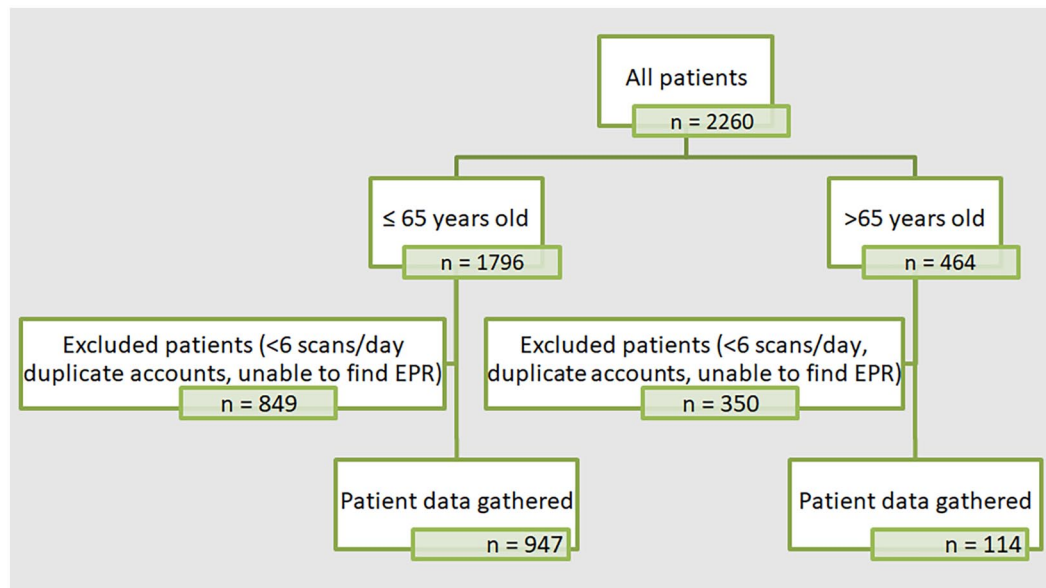 All patients
n = 2260
≤ 65 years old
n = 1796
>65 years old
n = 464
Excluded patients (<6 scans/day
duplicate accounts, unable to find EPR)
n = 849
Excluded patients (<6 scans/day,
duplicate accounts, unable to find EPR)
n = 350
Patient data gathered
n = 947
Patient data gathered
n = 114